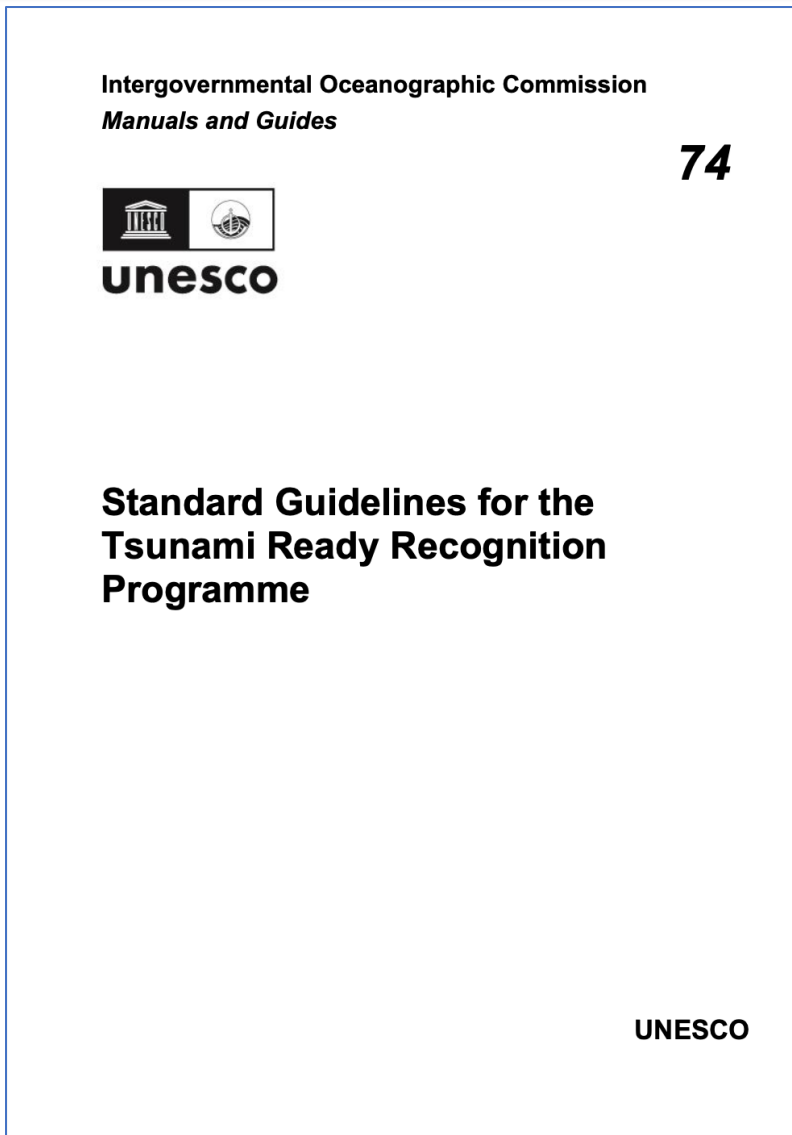 Intergovernmental Oceanographic Commission
Manuals and Guides
74
unesco
Standard Guidelines for the
Tsunami Ready Recognition
Programme
UNESCO